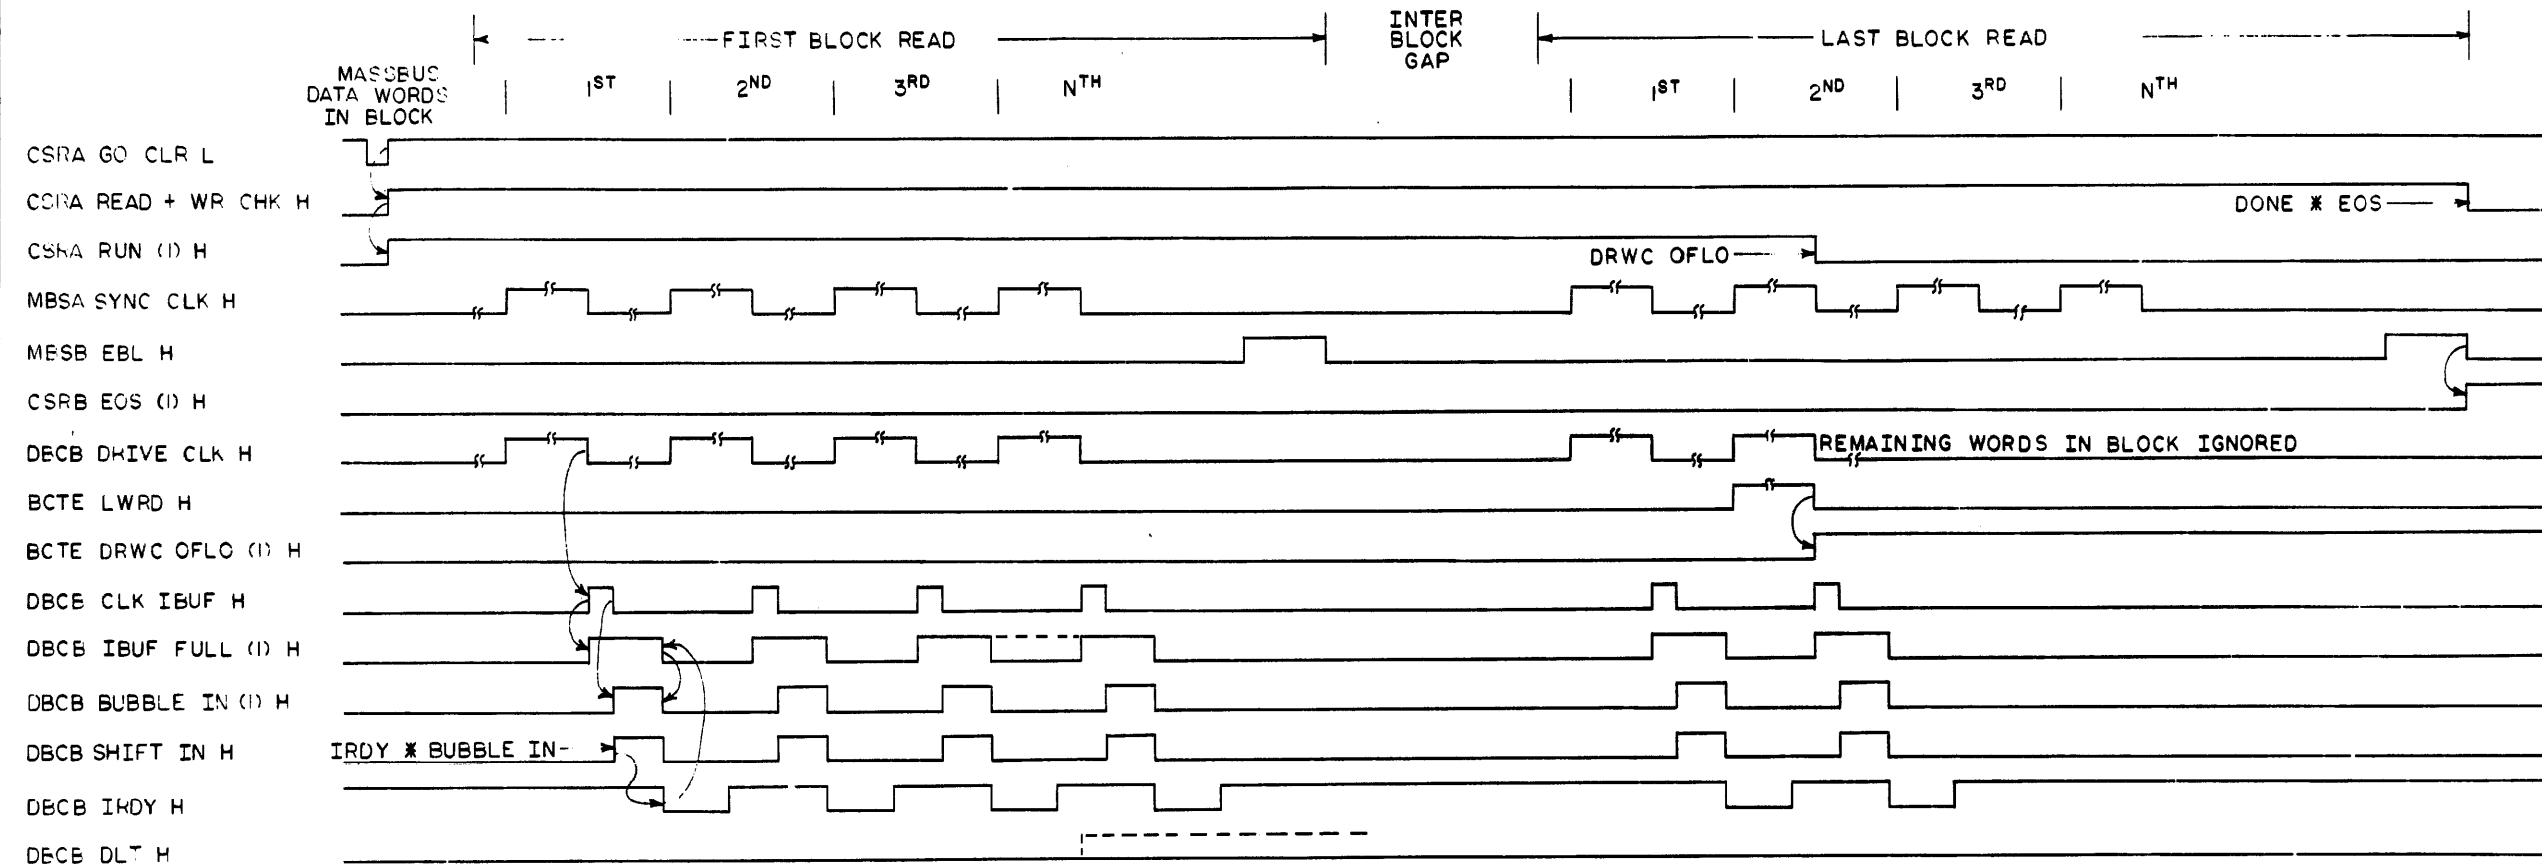 FIRST BLOCK READ
INTER
BLOCK
GAP
LAST BLOCK READ
MASSBUS
DATA WORDS
IN BLOCK
1ST 2ND 3RD NTH 1ST 2ND 3RD NTH
CSRA GO CLR L
CSRA READ + WR CHK H
DONE * EOS
CSRA RUN (1) H
DRWC OFLO
MBSA SYNC CLK H
MBSB EBL H
CSRB EOS (1) H
DBCB DRIVE CLK H
REMAINING WORDS IN BLOCK IGNORED
BCTE LWRD H
BCTE DRWC OFLO (1) H
DBCB CLK IBUF H
DBCB IBUF FULL (1) H
DBCB BUBBLE IN (1) H
DBCB SHIFT IN H
IRDY * BUBBLE IN
DBCB IRDY H
DBCB DLT H